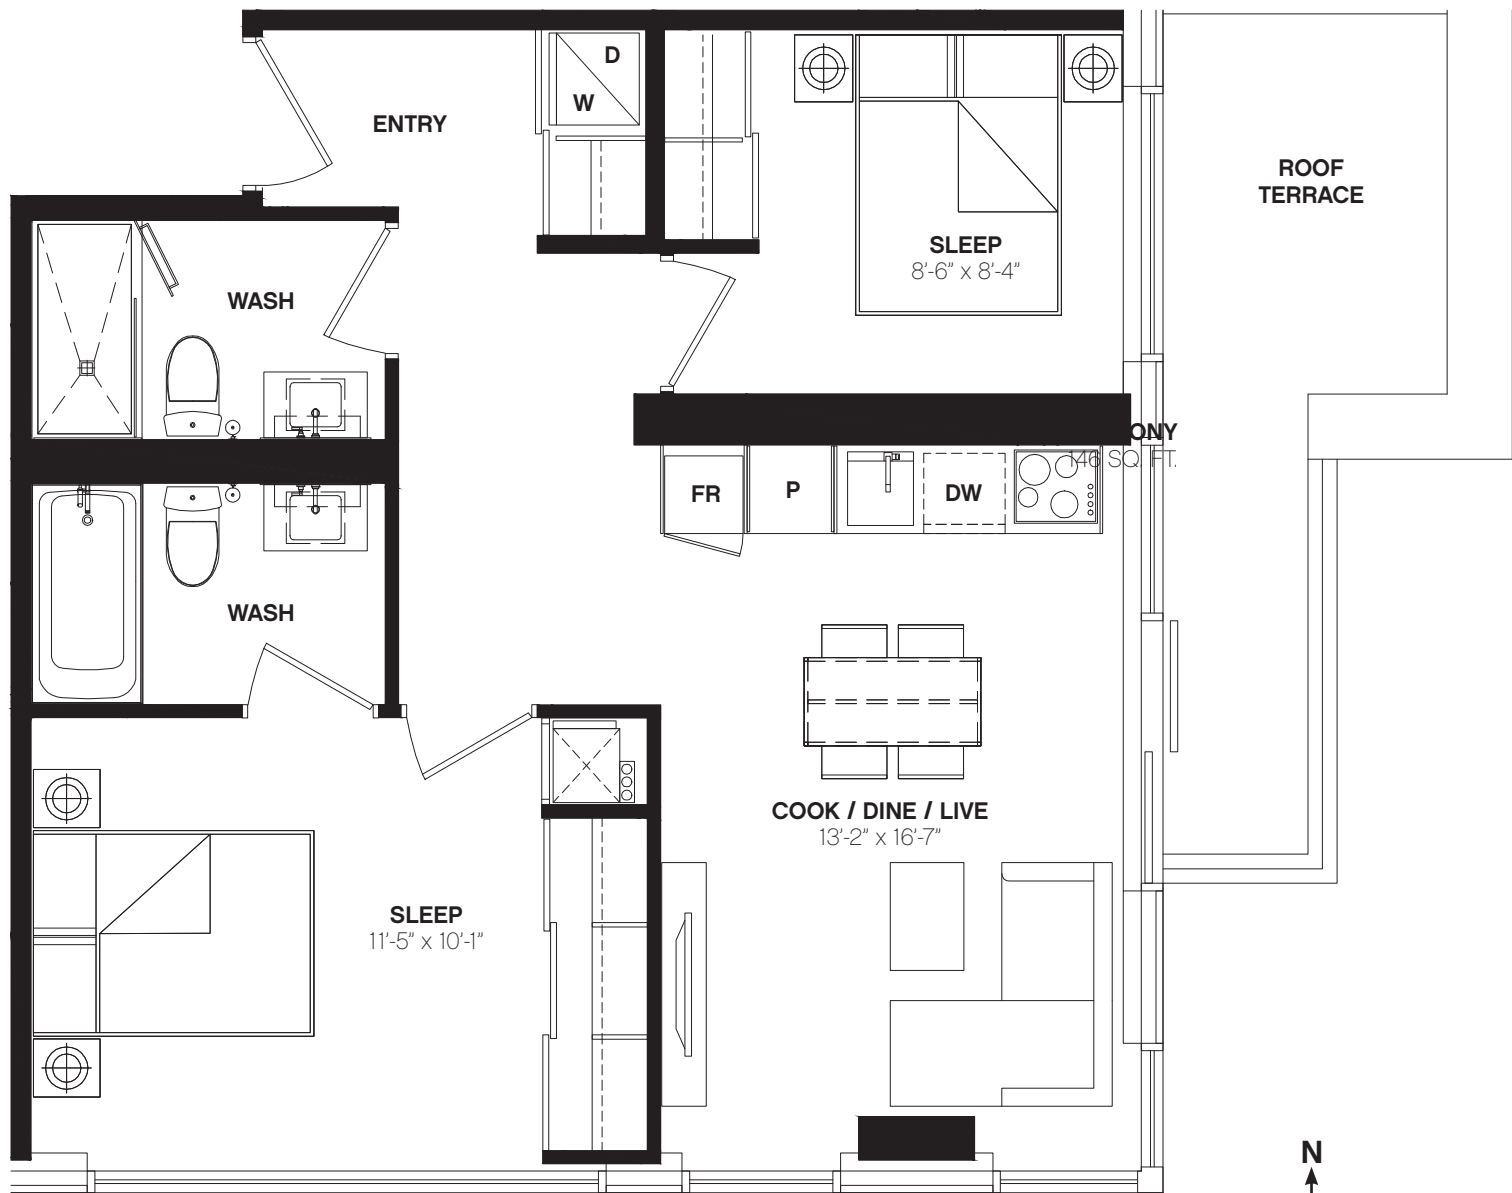 D
W
ENTRY
ROOF
TERRACE
SLEEP
8'-6" x 8'-4"
WASH
ONY
146 SQ. FT.
FR
P
DW
WASH
COOK / DINE / LIVE
13'-2" x 16'-7"
SLEEP
11'-5" x 10'-1"
N